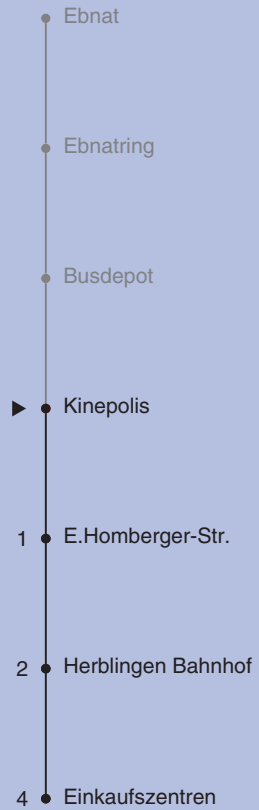 Ebnat
Ebnatring
Busdepot
Kinepolis
1 E.Homberger-Str.
2 Herblingen Bahnhof
4 Einkaufszentren